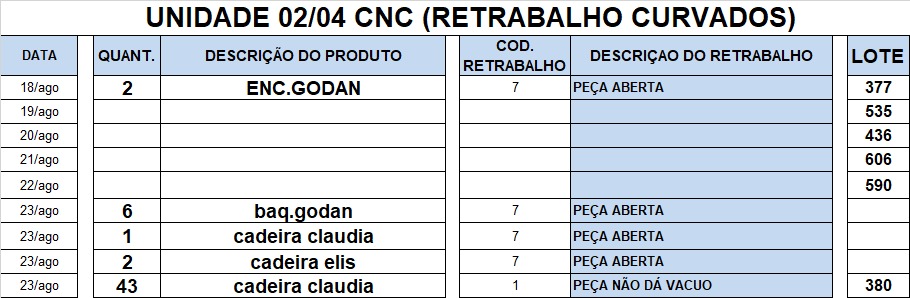 UNIDADE 02/04 CNC (RETRABALHO CURVADOS)
DATA QUANT. DESCRIÇÃO DO PRODUTO COD. RETRABALHO DESCRIÇAO DO RETRABALHO LOTE
18/ago 2 ENC.GODAN 7 PEÇA ABERTA 377
19/ago 535
20/ago 436
21/ago 606
22/ago 590
23/ago 6 baq.godan 7 PEÇA ABERTA
23/ago 1 cadeira claudia 7 PEÇA ABERTA
23/ago 2 cadeira elis 7 PEÇA ABERTA
23/ago 43 cadeira claudia 1 PEÇA NÃO DÁ VACUO 380